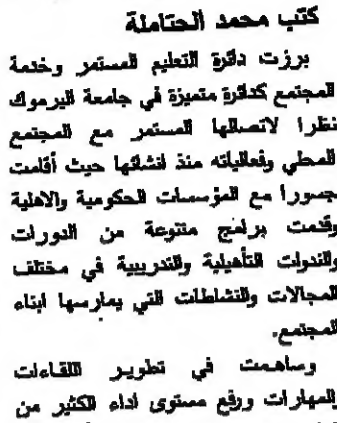 كتب محمد الحتاملة
برزت دائرة التعليم المستمر وخدمة
المجتمع كدائرة متميزة في جامعة اليرموك
نظرا لاتصالها المستمر مع المجتمع
المحلي وفعالياته منذ انشائها حيث أقامت
جسورا مع المؤسسات الحكومية والاهلية
وقدمت برامج متنوعة من الدورات
والندوات التأهيلية والتدريبية في مختلف
المجالات والنشاطات التي يمارسها ابناء
المجتمع.
وساهمت في تطوير اللقاءات
والمهارات ورفع مستوى اداء الكثير من